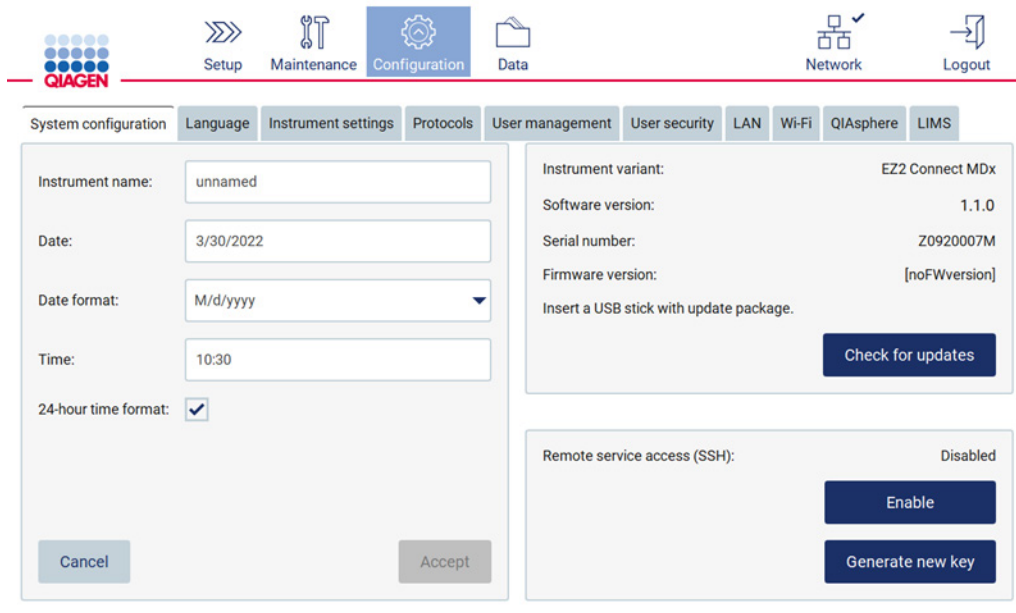 QIAGEN
Setup
Maintenance
Configuration
Data
Network
Logout
System configuration
Language
Instrument settings
Protocols
User management
User security
LAN
Wi-Fi
QIAsphere
LIMS
Instrument name: unnamed
Date: 3/30/2022
Date format: M/d/yyyy
Time: 10:30
24-hour time format:
Cancel
Accept
Instrument variant: EZ2 Connect MDx
Software version: 1.1.0
Serial number: Z0920007M
Firmware version: [noFWversion]
Insert a USB stick with update package.
Check for updates
Remote service access (SSH): Disabled
Enable
Generate new key